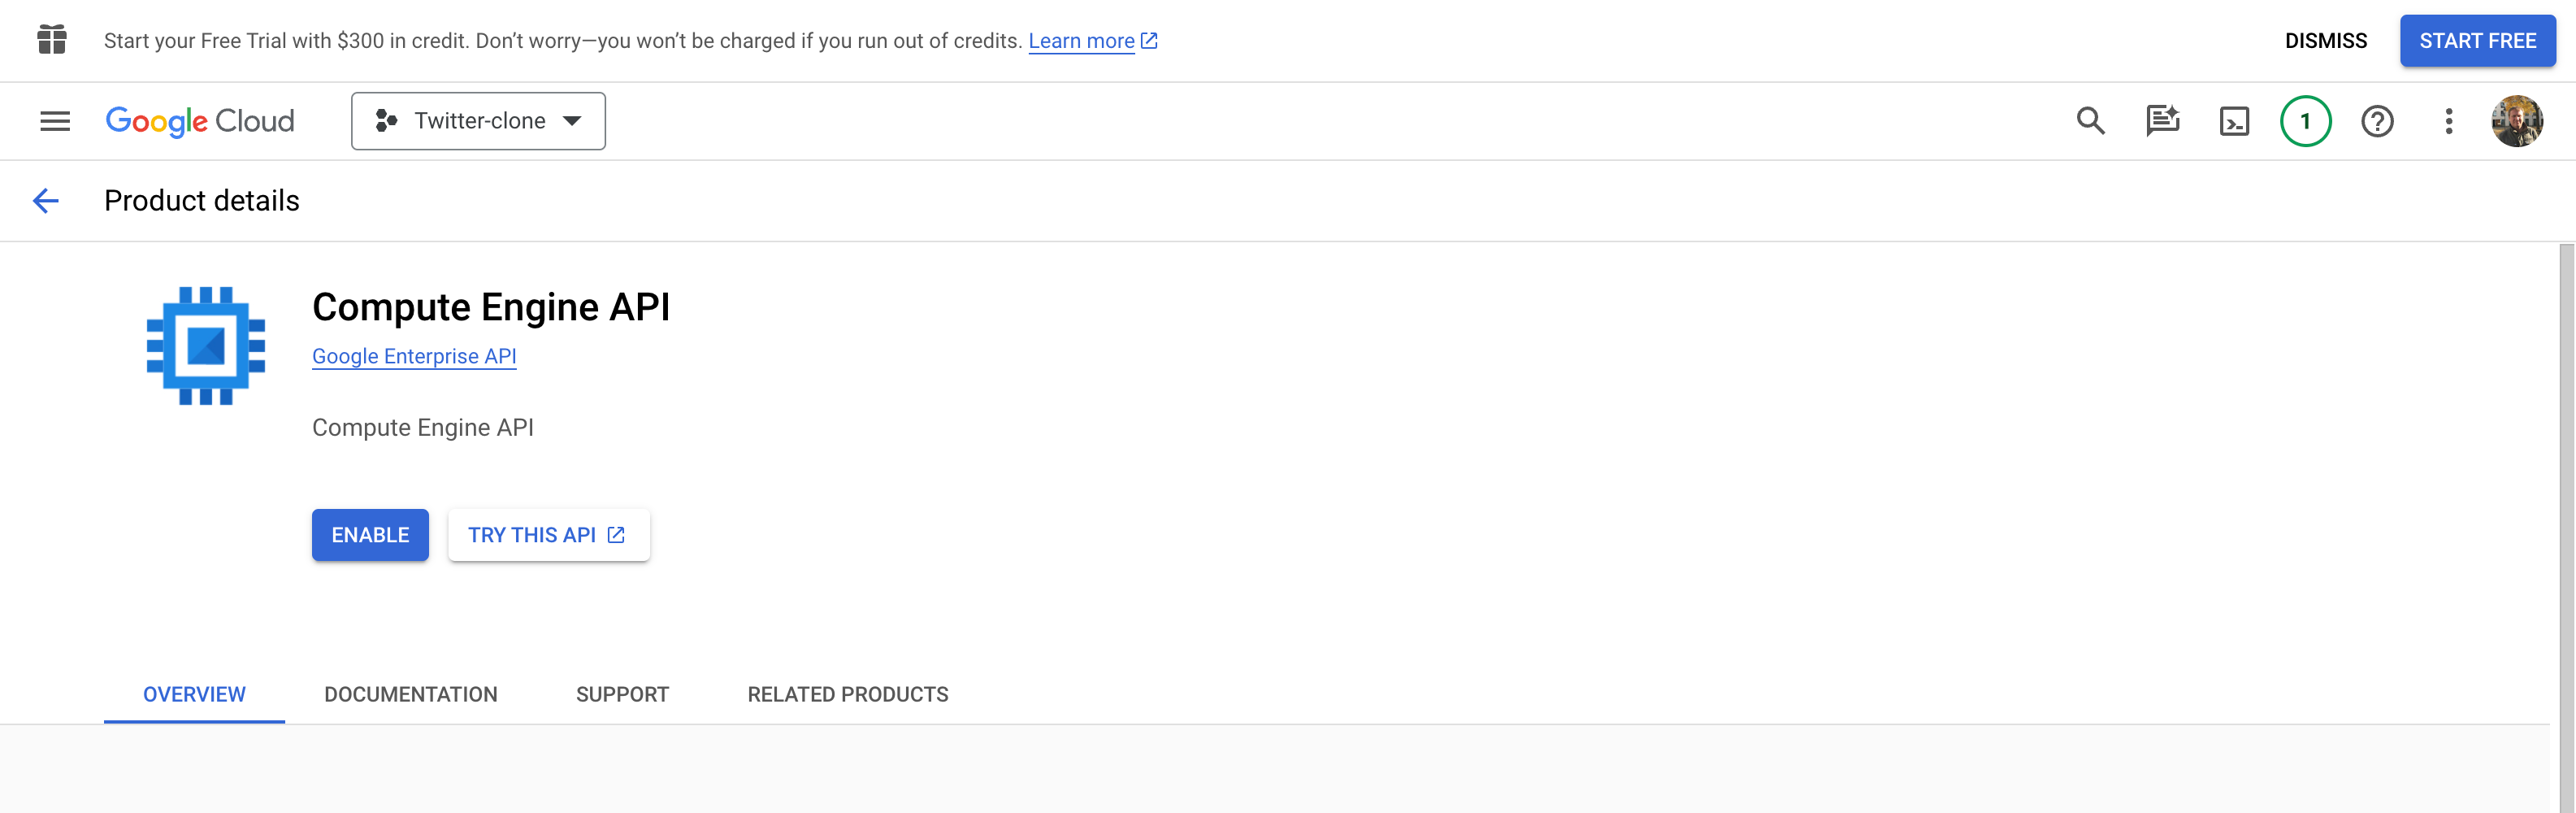 Start your Free Trial with $300 in credit. Don’t worry—you won’t be charged if you run out of credits. Learn more
DISMISS
START FREE
Google Cloud
Twitter-clone
1
Product details
Compute Engine API
Google Enterprise API
Compute Engine API
ENABLE
TRY THIS API
OVERVIEW
DOCUMENTATION
SUPPORT
RELATED PRODUCTS